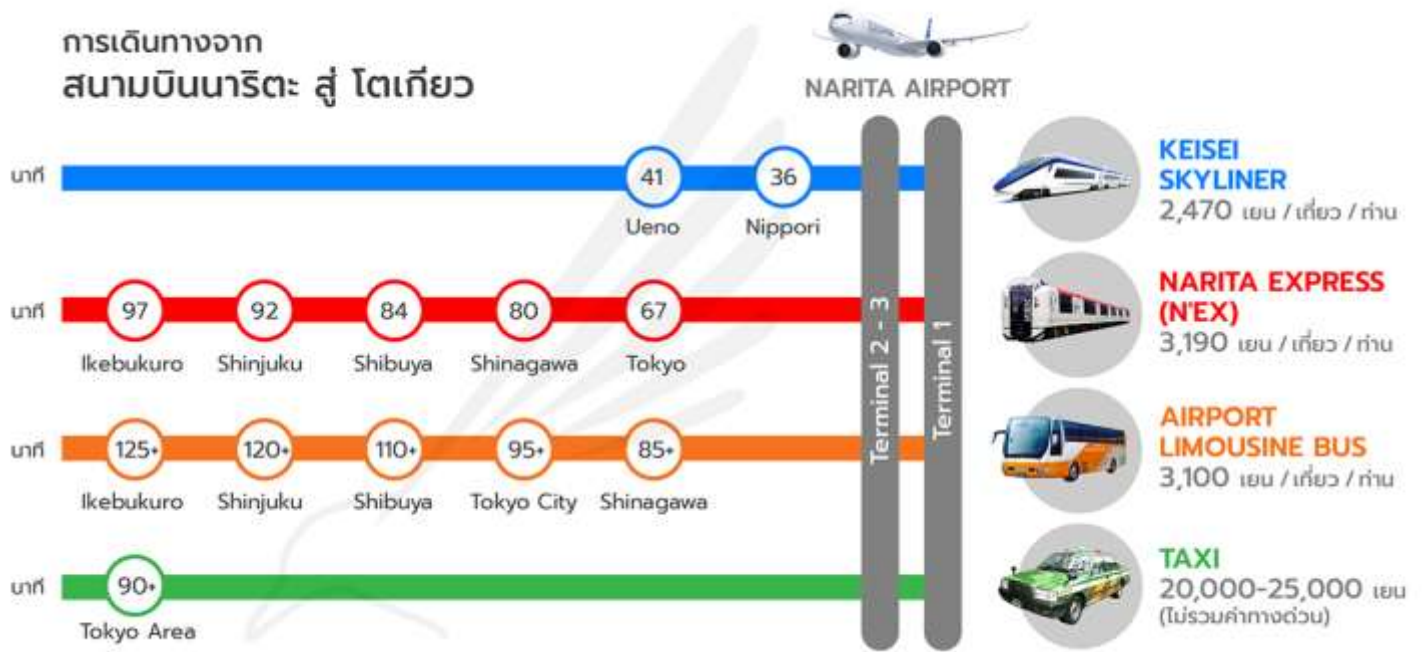 การเดินทางจาก
สนามบินนาริตะ สู่ โตเกียว
NARITA AIRPORT
นาที
41
36
Ueno
Nippori
KEISEI
SKYLINER
2,470 เยน / เที่ยว / ท่าน
นาที
97
92
84
80
67
Ikebukuro
Shinjuku
Shibuya
Shinagawa
Tokyo
NARITA EXPRESS
(N'EX)
3,190 เยน / เที่ยว / ท่าน
Terminal 2 - 3
Terminal 1
นาที
125+
120+
110+
95+
85+
Ikebukuro
Shinjuku
Shibuya
Tokyo City
Shinagawa
AIRPORT
LIMOUSINE BUS
3,100 เยน / เที่ยว / ท่าน
นาที
90+
Tokyo Area
TAXI
20,000-25,000 เยน
(ไม่รวมค่าทางด่วน)